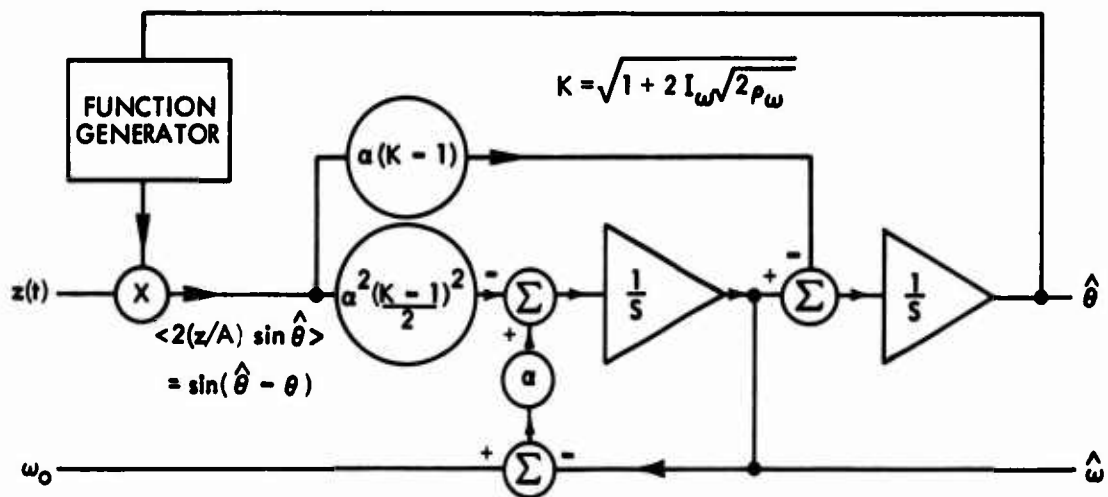 FUNCTION
GENERATOR
K = √(1 + 2 I_ω √(2ρ_ω))
α(K - 1)
z(t)
X
α²(K - 1)²/2
-
Σ
+
1/S
+
-
Σ
1/S
θ̂
<2(z/A) sin θ̂>
= sin(θ̂ - θ)
α
ω₀
+
Σ
-
ω̂